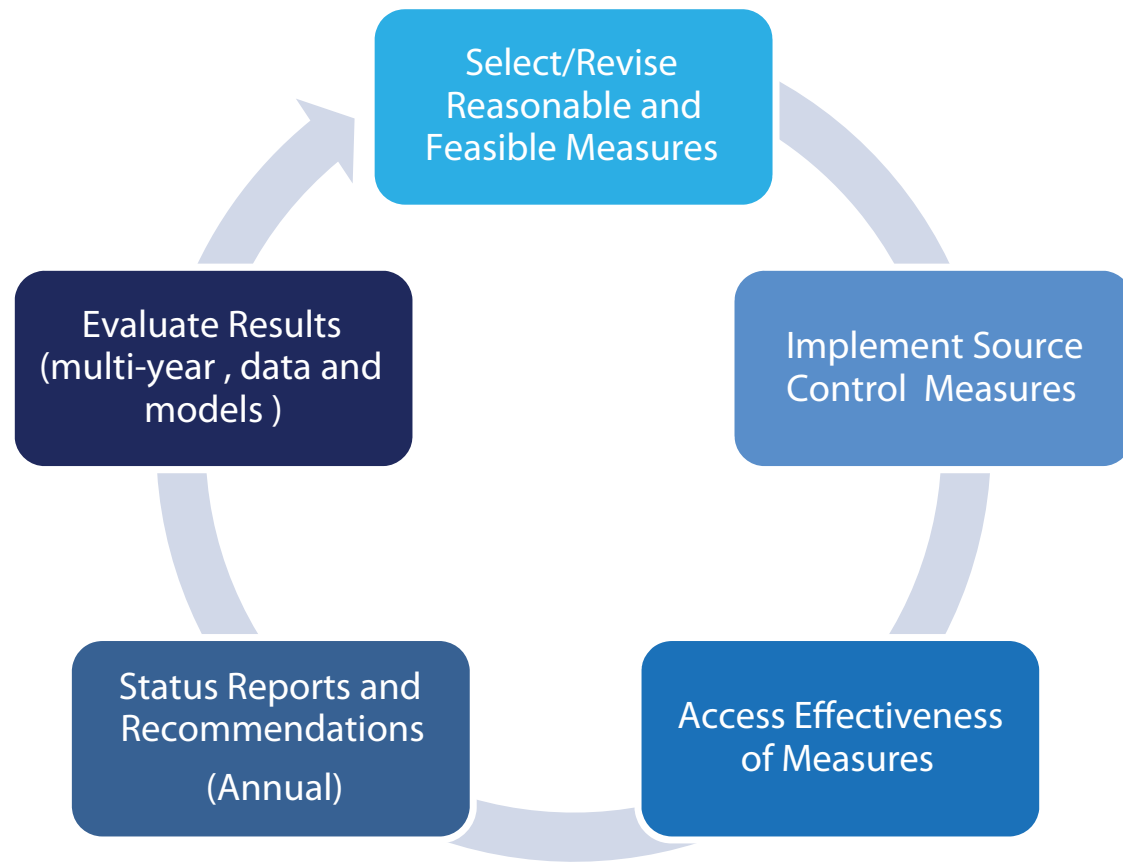 Select/Revise
Reasonable and
Feasible Measures
Implement Source
Control  Measures
Access Effectiveness
of Measures
Status Reports and
Recommendations
(Annual)
Evaluate Results
(multi-year , data and
models )